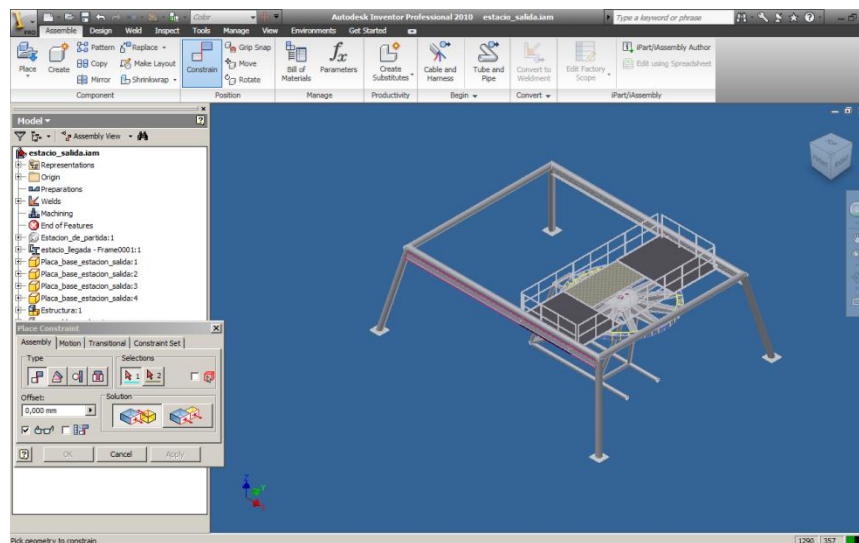 Color
Autodesk Inventor Professional 2010 estacio_salida.iam
Type a keyword or phrase
PRO
Assemble Design Weld Inspect Tools Manage View Environments Get Started
Place
Create
Pattern
Copy
Mirror
Replace
Make Layout
Shrinkwrap
Constrain
Grip Snap
Move
Rotate
Bill of Materials
fx
Parameters
Create Substitutes
Cable and Harness
Tube and Pipe
Convert to Weldment
Edit Factory Scope
iPart/iAssembly Author
Edit using Spreadsheet
Component Position Manage Productivity Begin Convert iPart/iAssembly
Model
Assembly View
estacio_salida.iam
Representations
Origin
Preparations
Welds
Machining
End of Features
Estacion_de_partida:1
estacio_llegada - Frame0001:1
Placa_base_estacion_salida:1
Placa_base_estacion_salida:2
Placa_base_estacion_salida:3
Placa_base_estacion_salida:4
Estructura:1
Place Constraint
Assembly Motion Transitional Constraint Set
Type Selections
1 2
Offset: Solution
0,000 mm
OK Cancel Apply
Z
Y
X
Pick geometry to constrain 1290 357